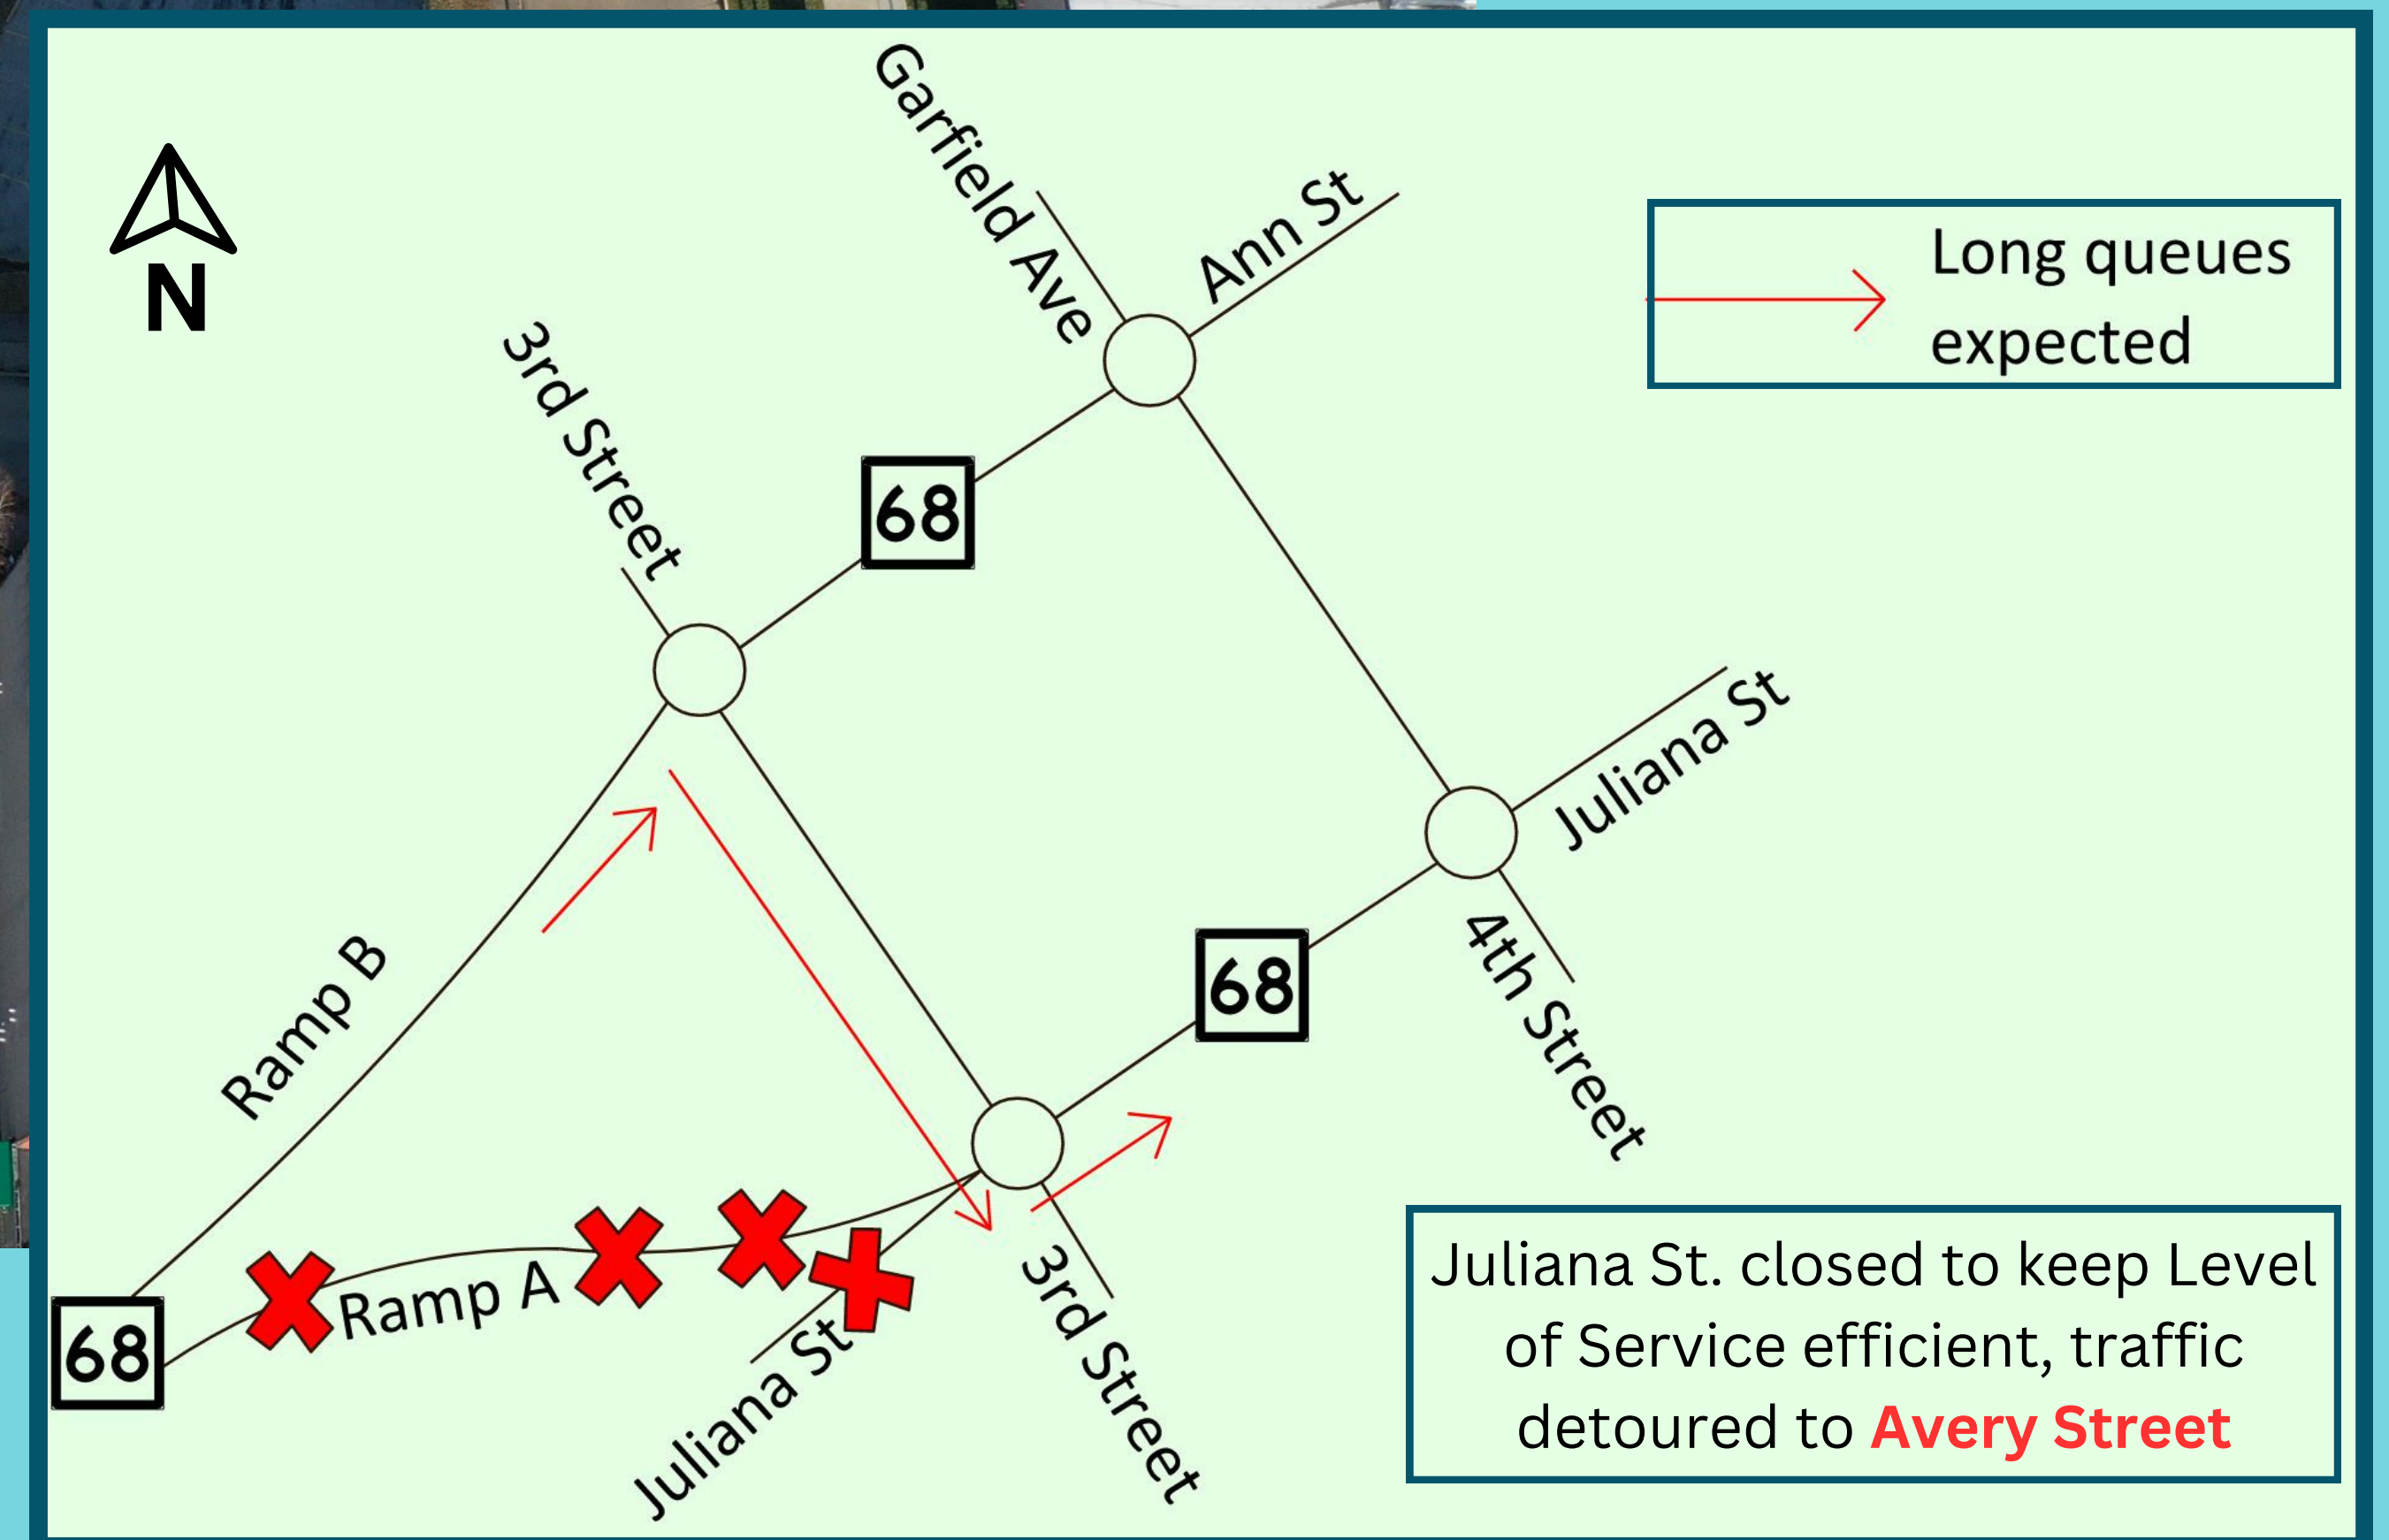 Garfield Ave
Ann St
N
Long queues
expected
3rd Street
68
Juliana St
Ramp B
68
4th Street
68
Ramp A
Juliana St
3rd Street
Juliana St. closed to keep Level
of Service efficient, traffic
detoured to Avery Street